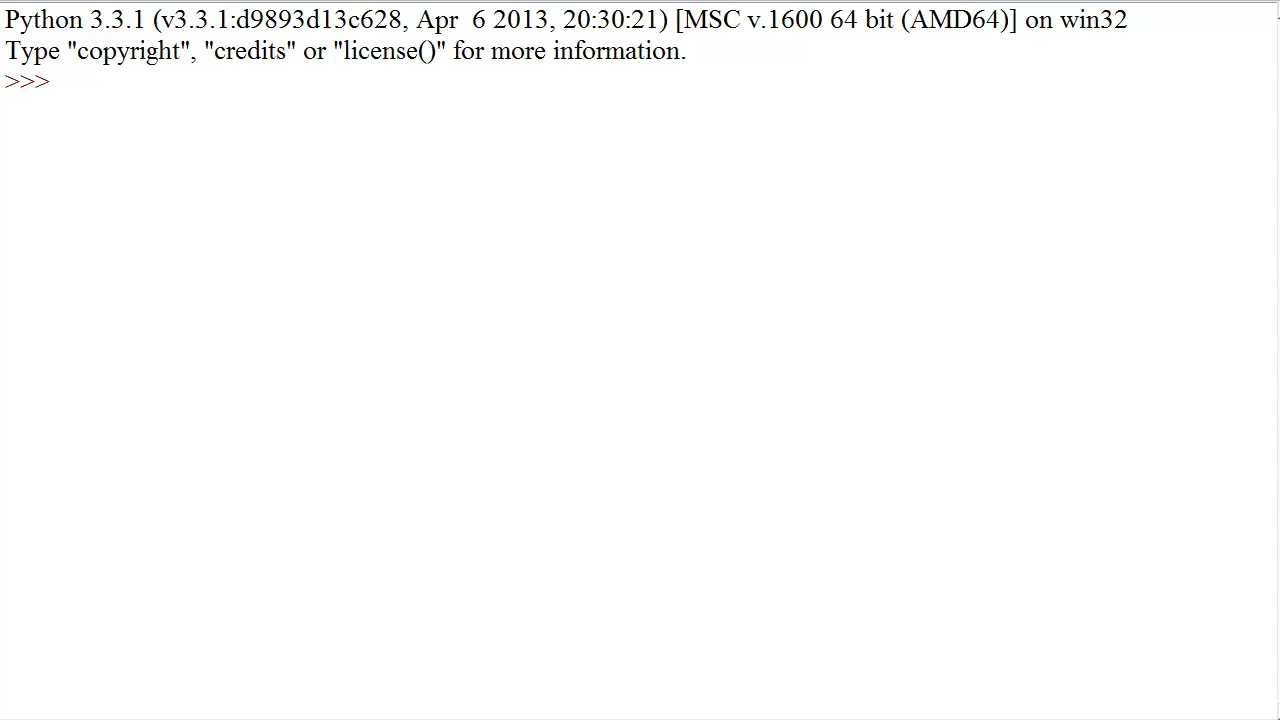 Python 3.3.1 (v3.3.1:d9893d13c628, Apr  6 2013, 20:30:21) [MSC v.1600 64 bit (AMD64)] on win32
Type "copyright", "credits" or "license()" for more information.
>>>